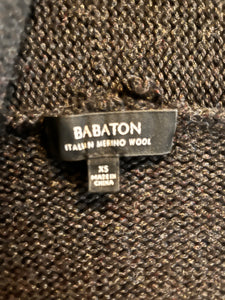 BABATON
ITALIAN MERINO WOOL
XS
MADE IN
CHINA